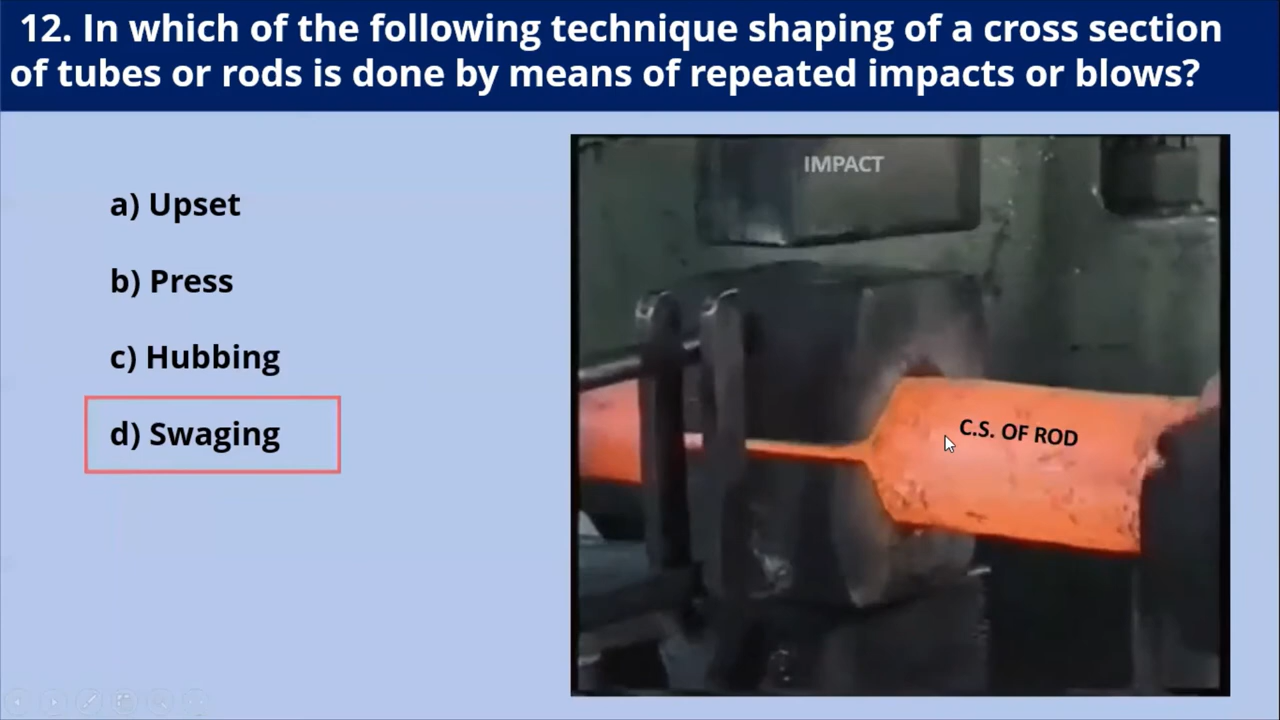 12. In which of the following technique shaping of a cross section
of tubes or rods is done by means of repeated impacts or blows?
a) Upset
b) Press
c) Hubbing
d) Swaging
IMPACT
C.S. OF ROD